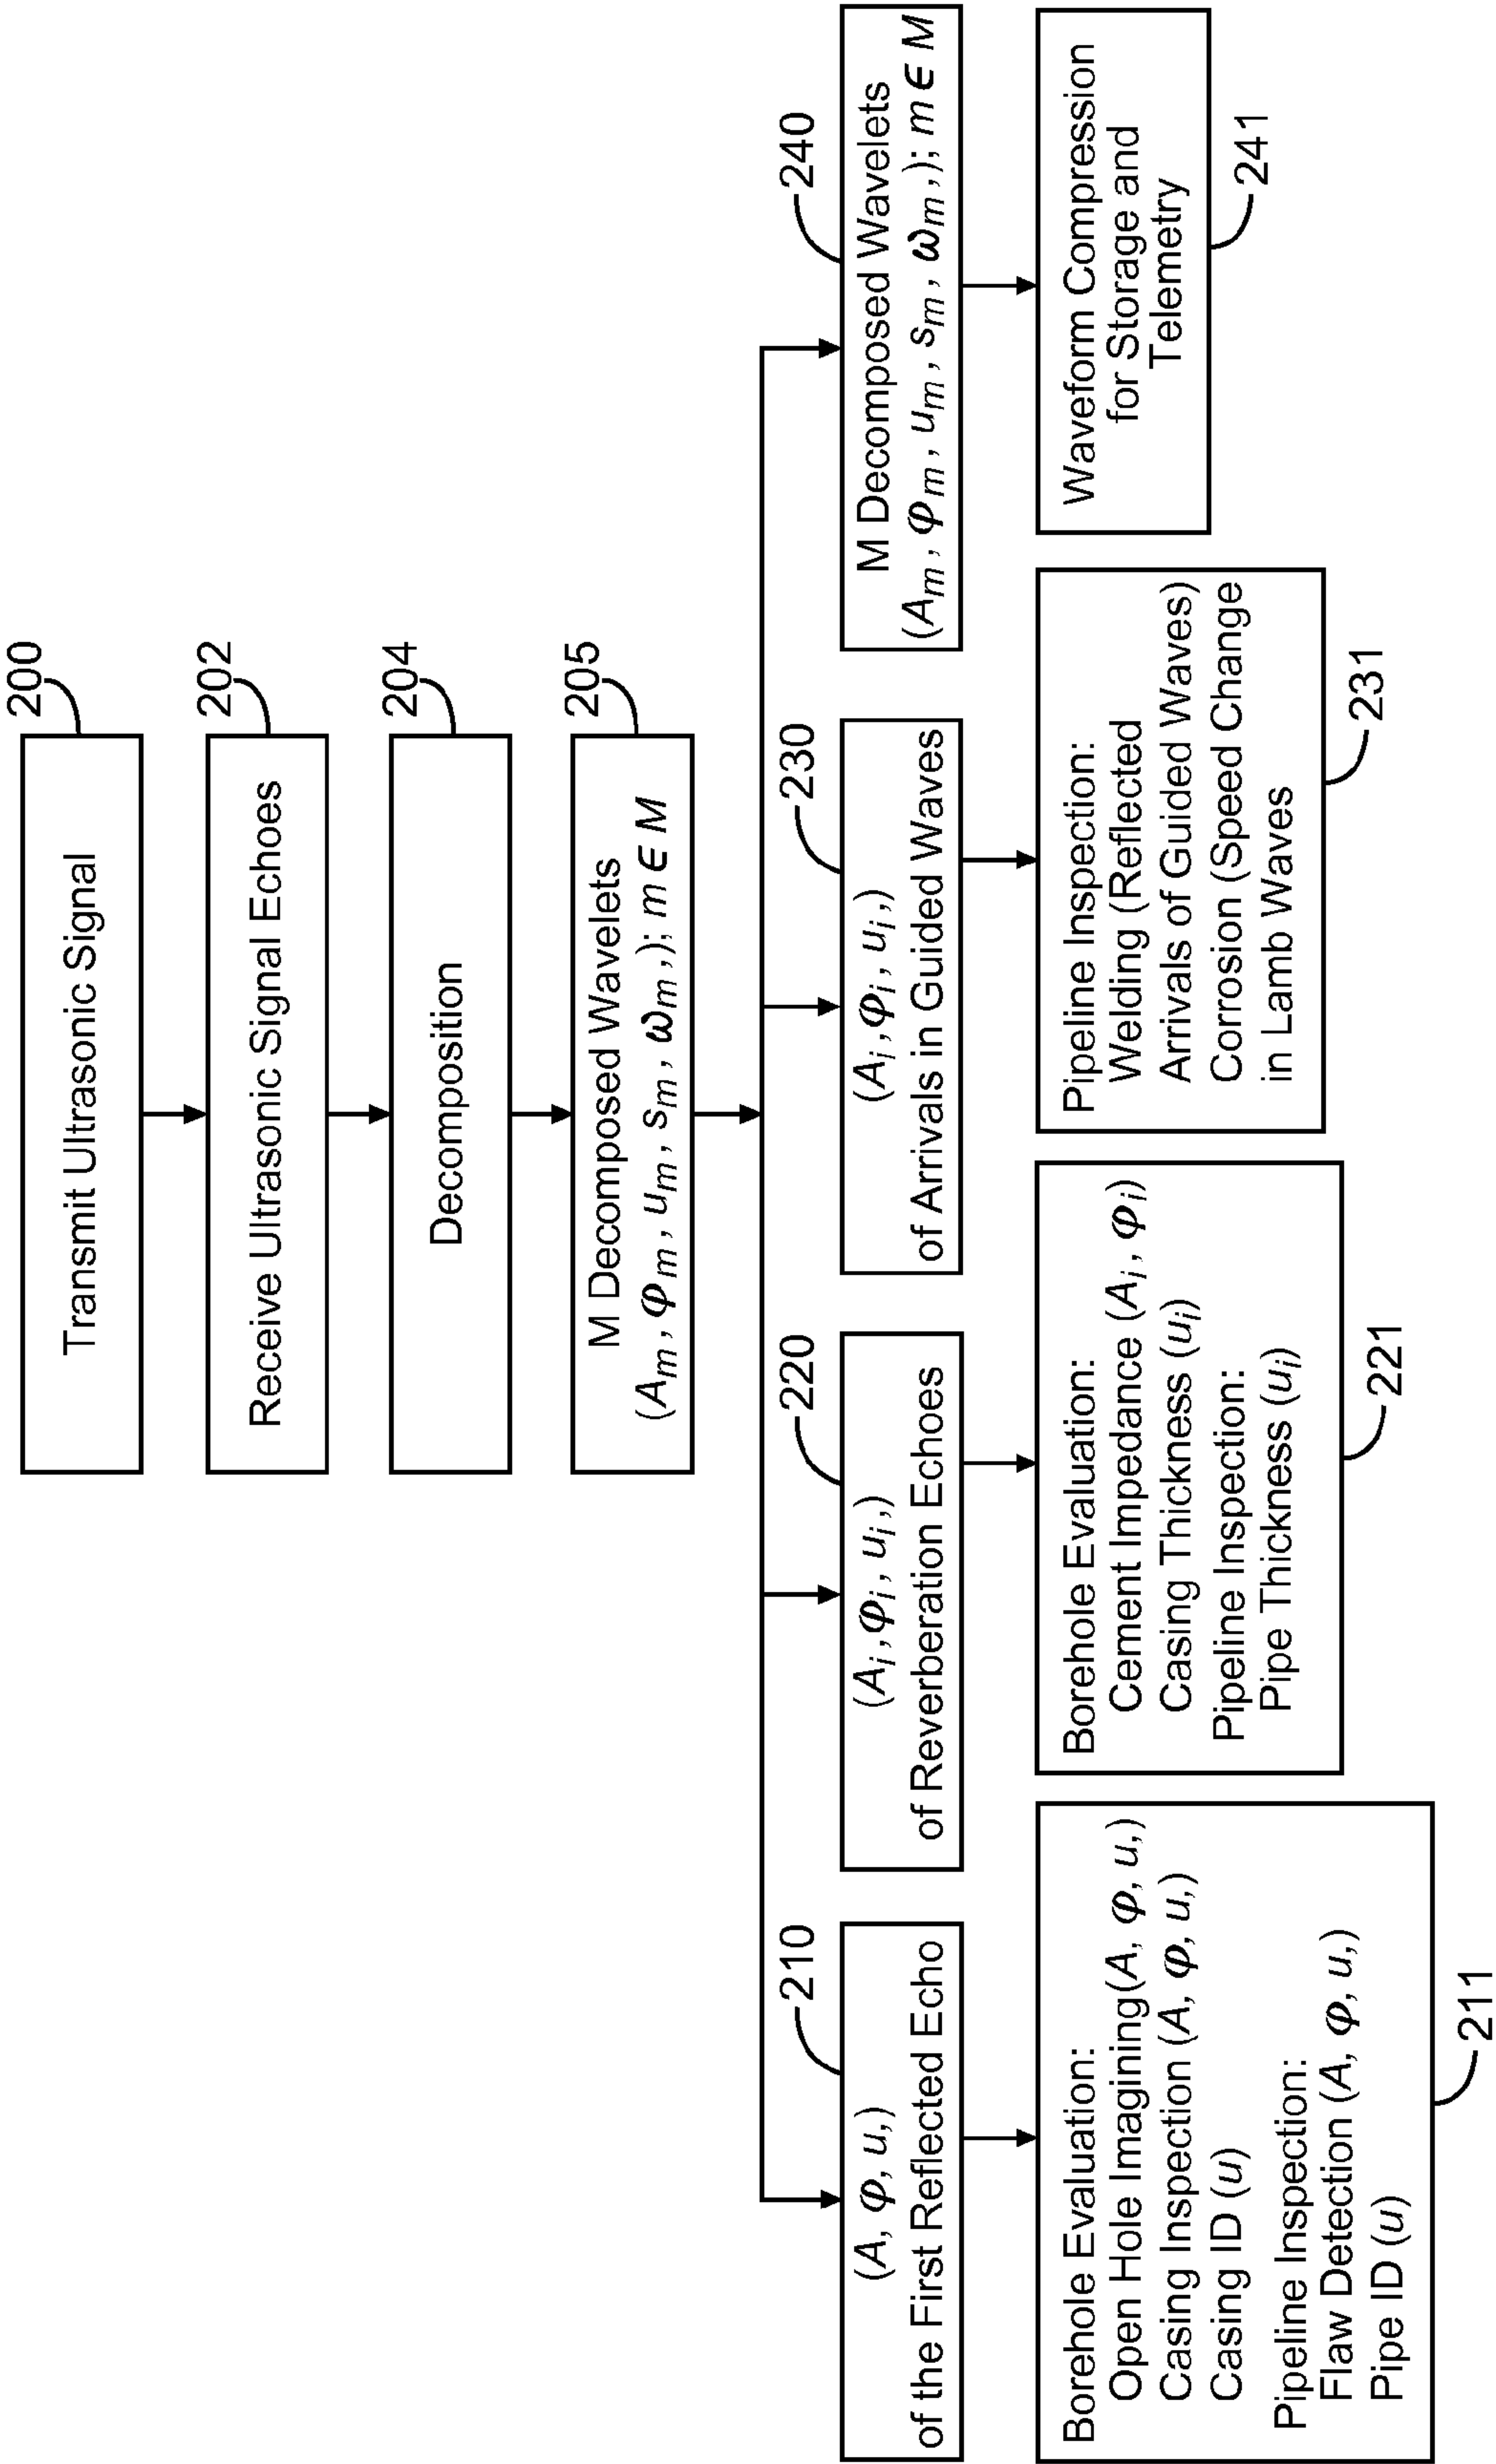 Transmit Ultrasonic Signal
200
Receive Ultrasonic Signal Echoes
202
Decomposition
204
M Decomposed Wavelets
(Am, φm, um, sm, ωm,); m ϵ M
205
210
(A, φ, u,)
of the First Reflected Echo
220
(Ai, φi, ui,)
of Reverberation Echoes
230
(Ai, φi, ui,)
of Arrivals in Guided Waves
240
M Decomposed Wavelets
(Am, φm, um, sm, ωm,); m ϵ M
Borehole Evaluation:
Open Hole Imagining(A, φ, u,)
Casing Inspection (A, φ, u,)
Casing ID (u)
Pipeline Inspection:
Flaw Detection (A, φ, u,)
Pipe ID (u)
211
Borehole Evaluation:
Cement Impedance (Ai, φi)
Casing Thickness (ui)
Pipeline Inspection:
Pipe Thickness (ui)
221
Pipeline Inspection:
Welding (Reflected
Arrivals of Guided Waves)
Corrosion (Speed Change
in Lamb Waves
231
Waveform Compression
for Storage and
Telemetry
241